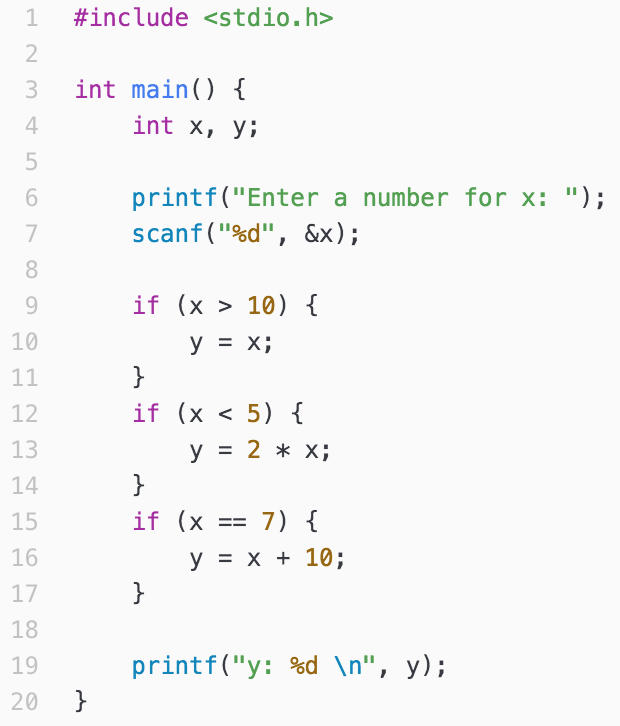 1 #include <stdio.h>
2
3 int main() {
4     int x, y;
5
6     printf("Enter a number for x: ");
7     scanf("%d", &x);
8
9     if (x > 10) {
10         y = x;
11     }
12     if (x < 5) {
13         y = 2 * x;
14     }
15     if (x == 7) {
16         y = x + 10;
17     }
18
19     printf("y: %d \n", y);
20 }